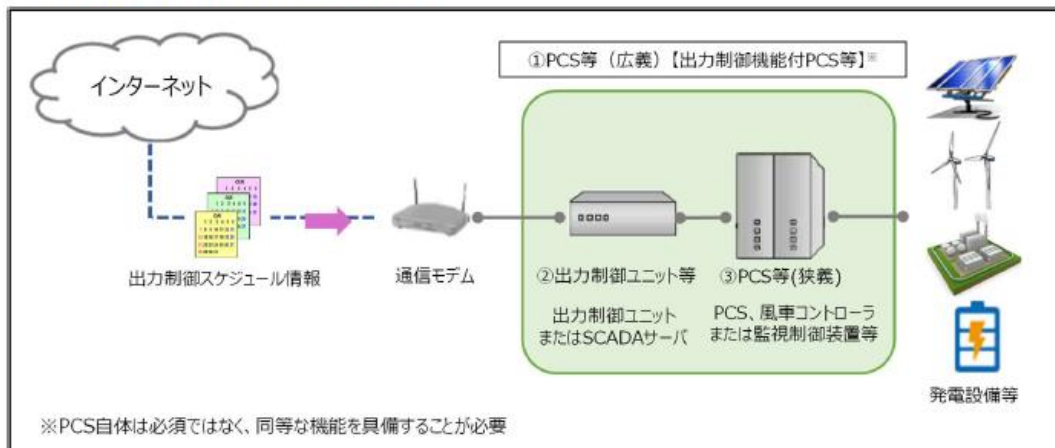 ①PCS等（広義）【出力制御機能付PCS等】※
インターネット
出力制御スケジュール情報
通信モデム
②出力制御ユニット等
出力制御ユニット
またはSCADAサーバ
③PCS等(狭義)
PCS、風車コントローラ
または監視制御装置等
発電設備等
※PCS自体は必須ではなく、同等な機能を具備することが必要